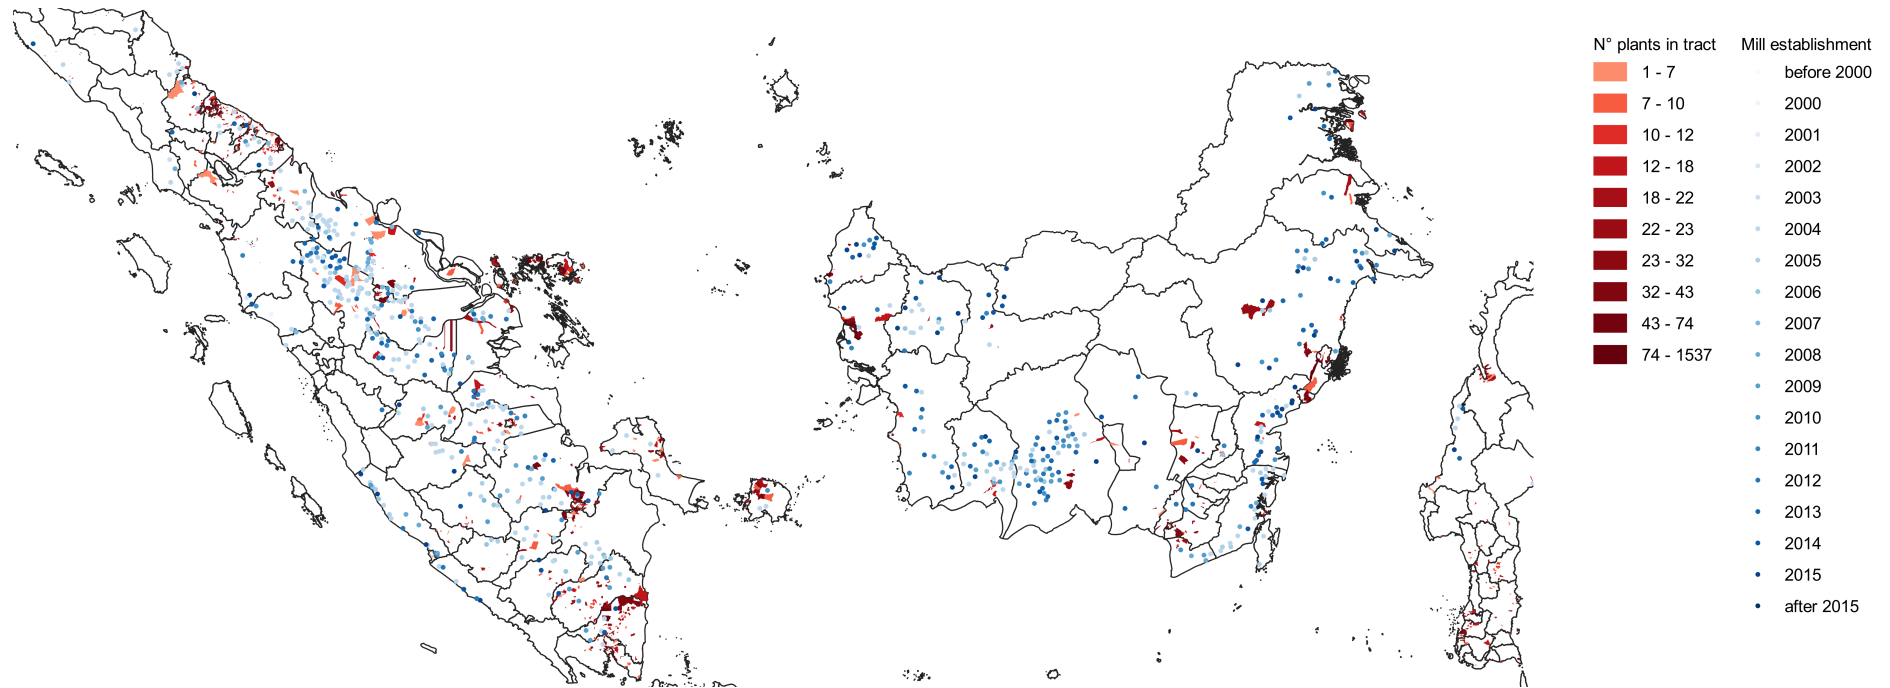 N° plants in tract
1 - 7
7 - 10
10 - 12
12 - 18
18 - 22
22 - 23
23 - 32
32 - 43
43 - 74
74 - 1537
Mill establishment
before 2000
2000
2001
2002
2003
2004
2005
2006
2007
2008
2009
2010
2011
2012
2013
2014
2015
after 2015